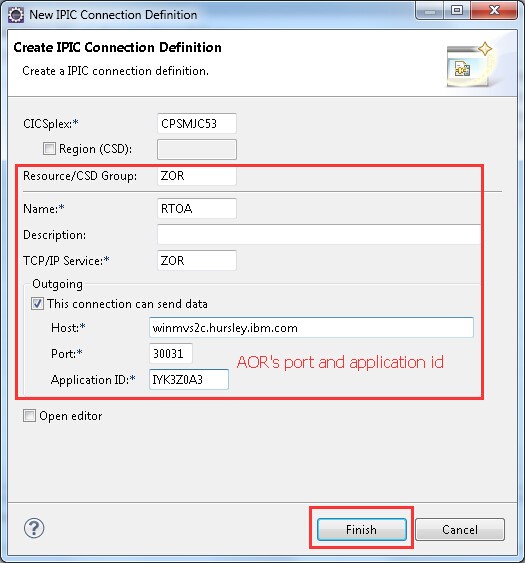 New IPIC Connection Definition
Create IPIC Connection Definition
Create a IPIC connection definition.
CICSplex: CPSMJC53
Region (CSD):
Resource/CSD Group: ZOR
Name:* RTOA
Description:
TCP/IP Service:* ZOR
Outgoing
This connection can send data
Host:* winmvs2c.hursley.ibm.com
Port:* 30031
AOR's port and application id
Application ID:* IYK3Z0A3
Open editor
Finish Cancel